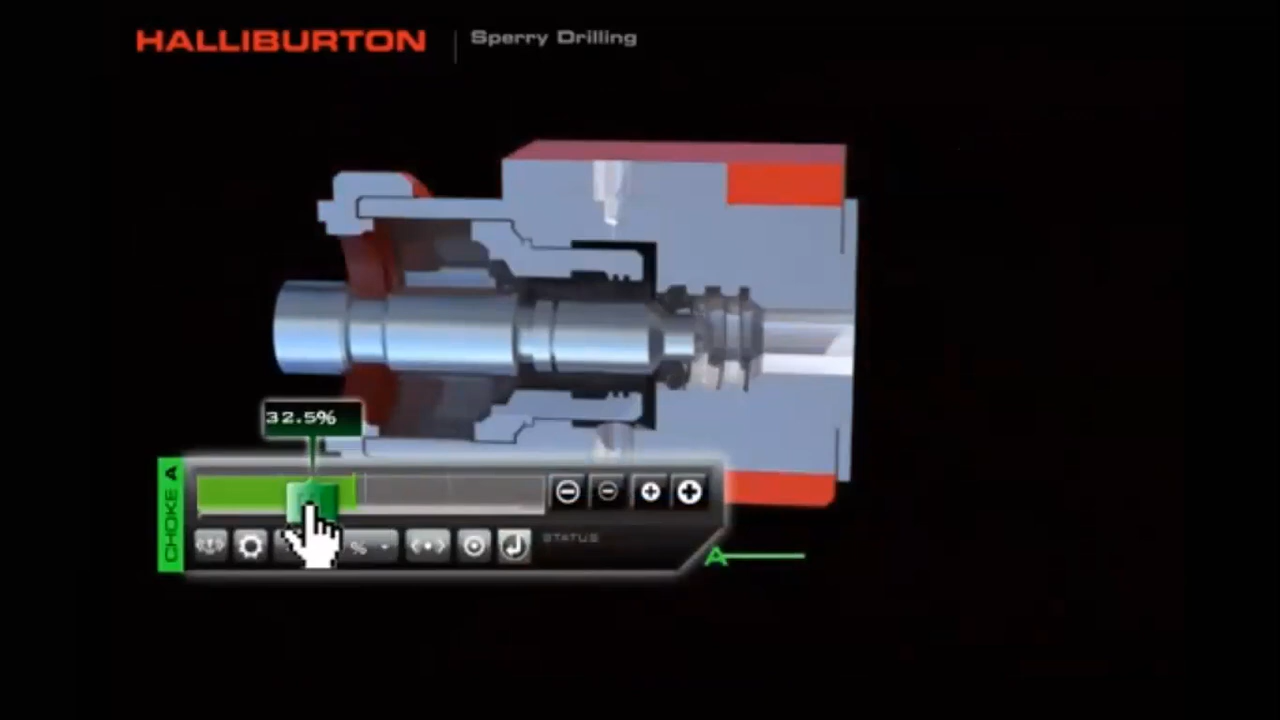 HALLIBURTON
Sperry Drilling
32.5%
CHOKE A
%
STATUS
A